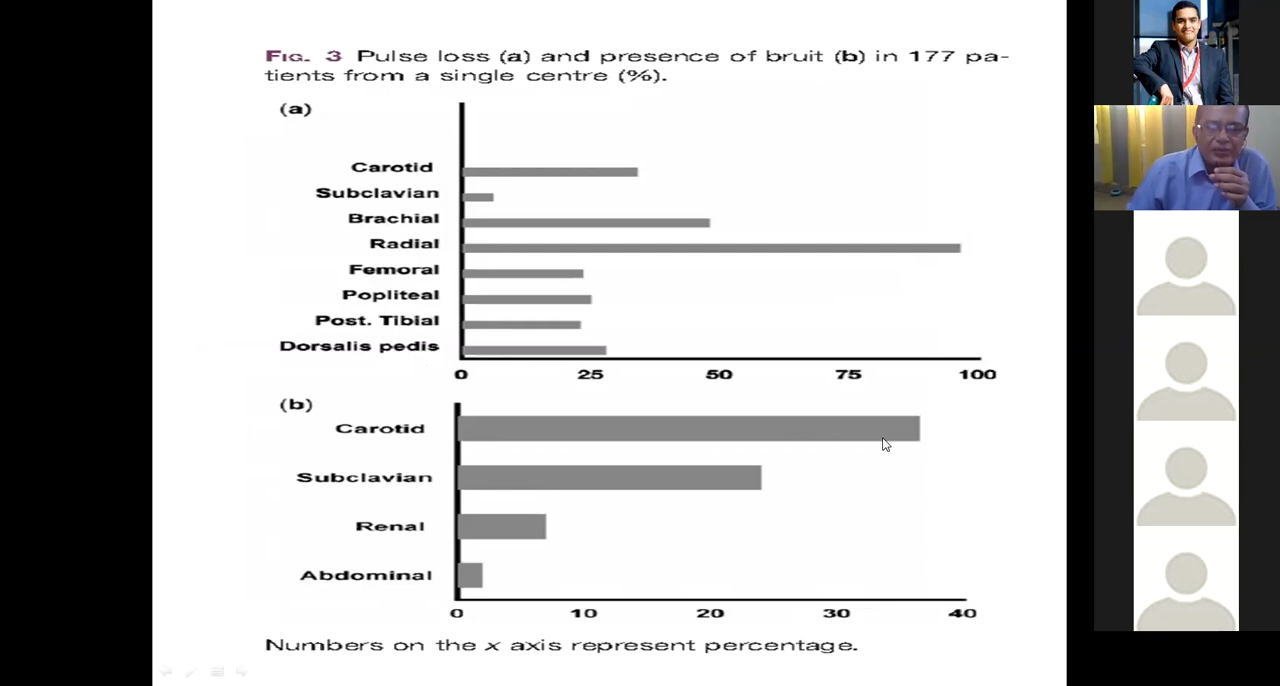 FIG. 3 Pulse loss (a) and presence of bruit (b) in 177 pa-
tients from a single centre (%).
(a)
Carotid
Subclavian
Brachial
Radial
Femoral
Popliteal
Post. Tibial
Dorsalis pedis
0 25 50 75 100
(b)
Carotid
Subclavian
Renal
Abdominal
0 10 20 30 40
Numbers on the x axis represent percentage.